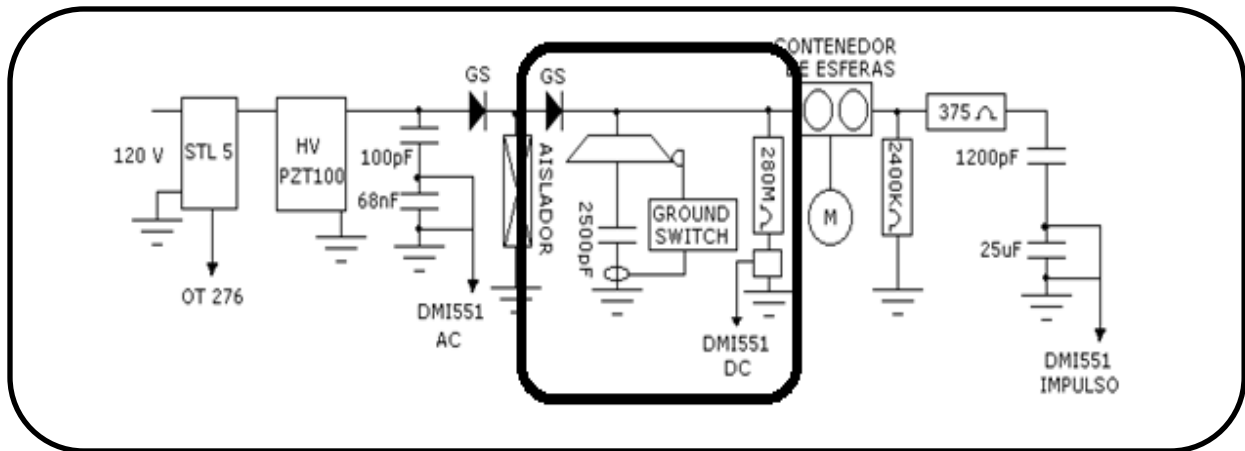 120 V
STL 5
OT 276
HV
PZT100
100pF
68nF
DMI551
AC
GS
AISLADOR
GS
2500pF
GROUND
SWITCH
280M
DMI551
DC
CONTENEDOR
DE ESFERAS
M
2400K
375
1200pF
25uF
DMI551
IMPULSO